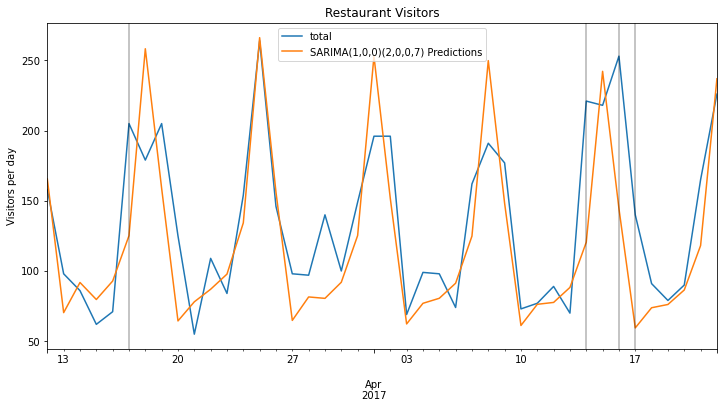 Restaurant Visitors
total
SARIMA(1,0,0)(2,0,0,7) Predictions
Visitors per day
250
200
150
100
50
13 20 27 03 10 17
Apr
2017